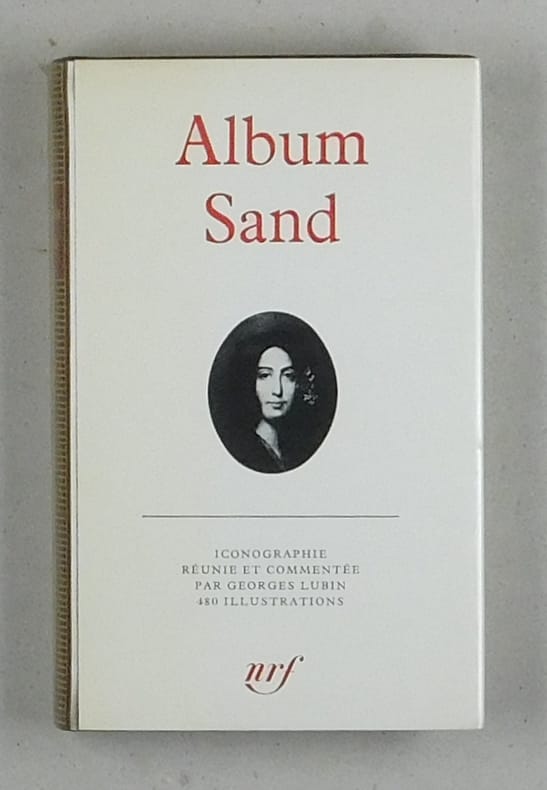 Album
Sand
ICONOGRAPHIE
RÉUNIE ET COMMENTÉE
PAR GEORGES LUBIN
480 ILLUSTRATIONS
nrf